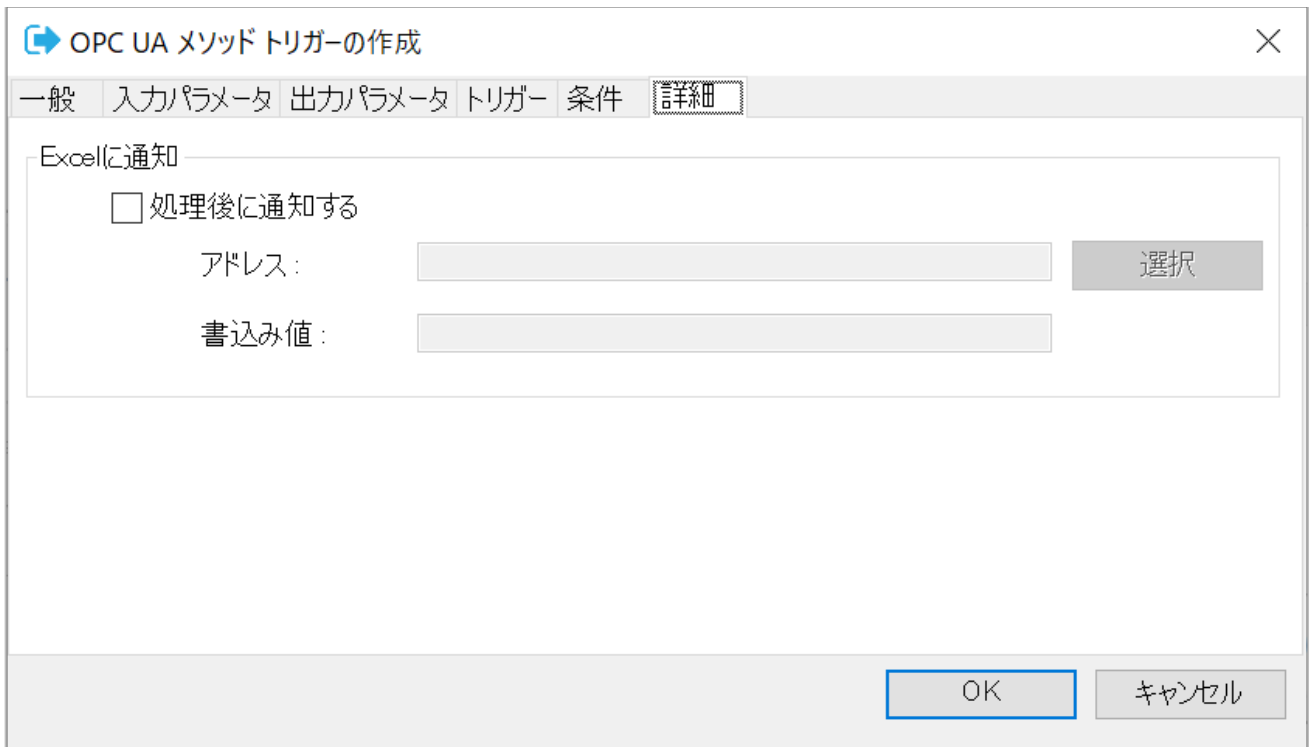 OPC UA メソッド トリガーの作成
一般 入力パラメータ 出力パラメータ トリガー 条件 詳細
Excelに通知
処理後に通知する
アドレス : 選択
書込み値 :
OK キャンセル